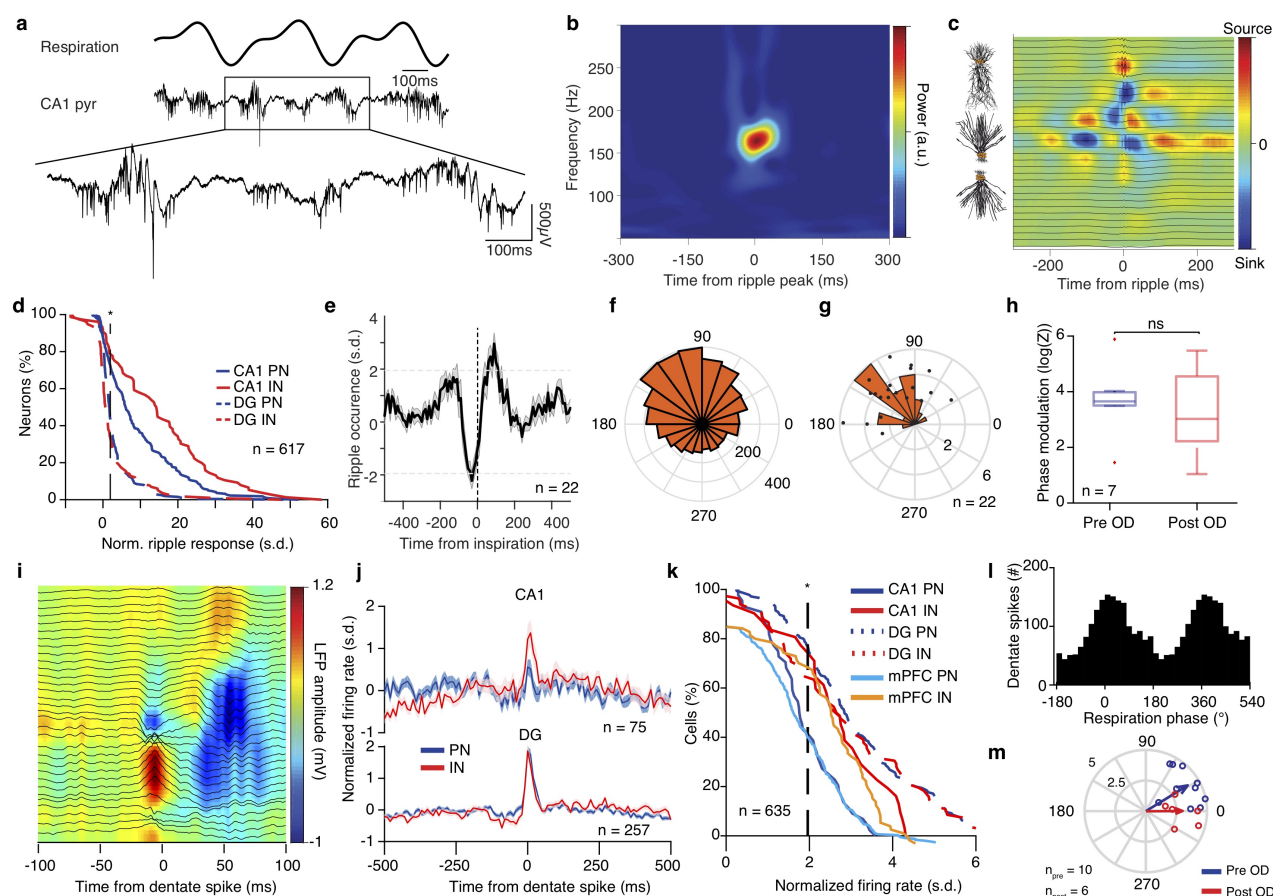 a
Respiration
100ms
CA1 pyr
500μV
100ms
b
Frequency (Hz)
250
200
150
100
-300
-150
0
150
300
Time from ripple peak (ms)
Power (a.u.)
c
Source
0
Sink
-200
0
200
Time from ripple (ms)
d
Neurons (%)
100
80
60
40
20
0
*
CA1 PN
CA1 IN
DG PN
DG IN
n = 617
0
20
40
60
Norm. ripple response (s.d.)
e
Ripple occurence (s.d.)
4
2
0
-2
n = 22
-400
-200
0
200
400
Time from inspiration (ms)
f
90
180
0
200
400
270
g
90
180
0
2
6
n = 22
270
h
ns
Phase modulation (log(Z))
6
4
2
0
n = 7
Pre OD
Post OD
i
1.2
LFP amplitude (mV)
-1
-100
-50
0
50
100
Time from dentate spike (ms)
j
CA1
Normalized firing rate (s.d.)
2
1
0
-1
n = 75
DG
2
1
0
-1
PN
IN
n = 257
-500
-250
0
250
500
Time from dentate spike (ms)
k
Cells (%)
100
80
60
40
20
0
*
CA1 PN
CA1 IN
DG PN
DG IN
mPFC PN
mPFC IN
n = 635
0
2
4
6
Normalized firing rate (s.d.)
l
Dentate spikes (#)
200
100
0
-180
0
180
360
540
Respiration phase (°)
m
90
5
2.5
180
0
270
npre = 10
= 6
Pre OD
Post OD